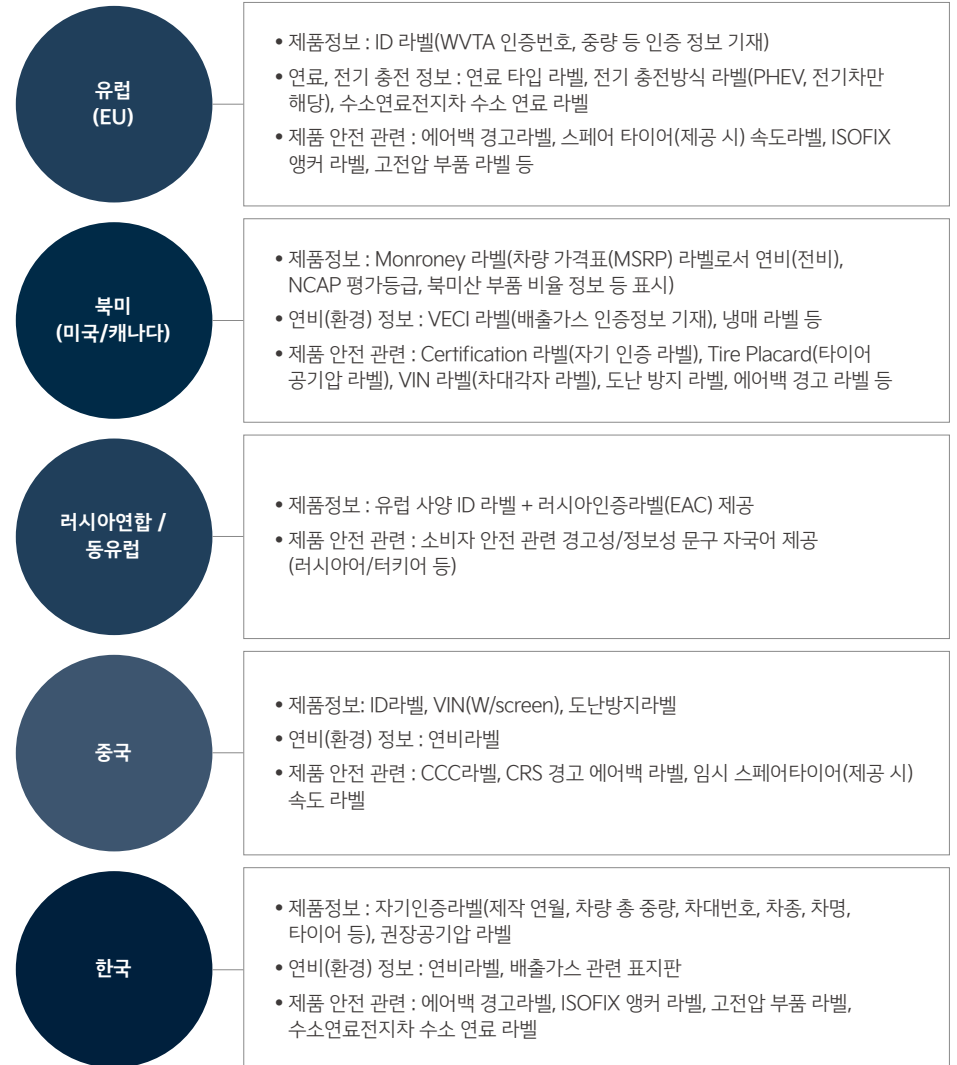 유럽
(EU)
• 제품정보 : ID 라벨(WVTA 인증번호, 중량 등 인증 정보 기재)
• 연료, 전기 충전 정보 : 연료 타입 라벨, 전기 충전방식 라벨(PHEV, 전기차만
해당), 수소연료전지차 수소 연료 라벨
• 제품 안전 관련 : 에어백 경고라벨, 스페어 타이어(제공 시) 속도라벨, ISOFIX
앵커 라벨, 고전압 부품 라벨 등
북미
(미국/캐나다)
• 제품정보 : Monroney 라벨(차량 가격표(MSRP) 라벨로서 연비(전비),
NCAP 평가등급, 북미산 부품 비율 정보 등 표시)
• 연비(환경) 정보 : VECI 라벨(배출가스 인증정보 기재), 냉매 라벨 등
• 제품 안전 관련 : Certification 라벨(자기 인증 라벨), Tire Placard(타이어
공기압 라벨), VIN 라벨(차대각자 라벨), 도난 방지 라벨, 에어백 경고 라벨 등
러시아연합 /
동유럽
• 제품정보 : 유럽 사양 ID 라벨 + 러시아인증라벨(EAC) 제공
• 제품 안전 관련 : 소비자 안전 관련 경고성/정보성 문구 자국어 제공
(러시아어/터키어 등)
중국
• 제품정보: ID라벨, VIN(W/screen), 도난방지라벨
• 연비(환경) 정보 : 연비라벨
• 제품 안전 관련 : CCC라벨, CRS 경고 에어백 라벨, 임시 스페어타이어(제공 시)
속도 라벨
한국
• 제품정보 : 자기인증라벨(제작 연월, 차량 총 중량, 차대번호, 차종, 차명,
타이어 등), 권장공기압 라벨
• 연비(환경) 정보 : 연비라벨, 배출가스 관련 표지판
• 제품 안전 관련 : 에어백 경고라벨, ISOFIX 앵커 라벨, 고전압 부품 라벨,
수소연료전지차 수소 연료 라벨